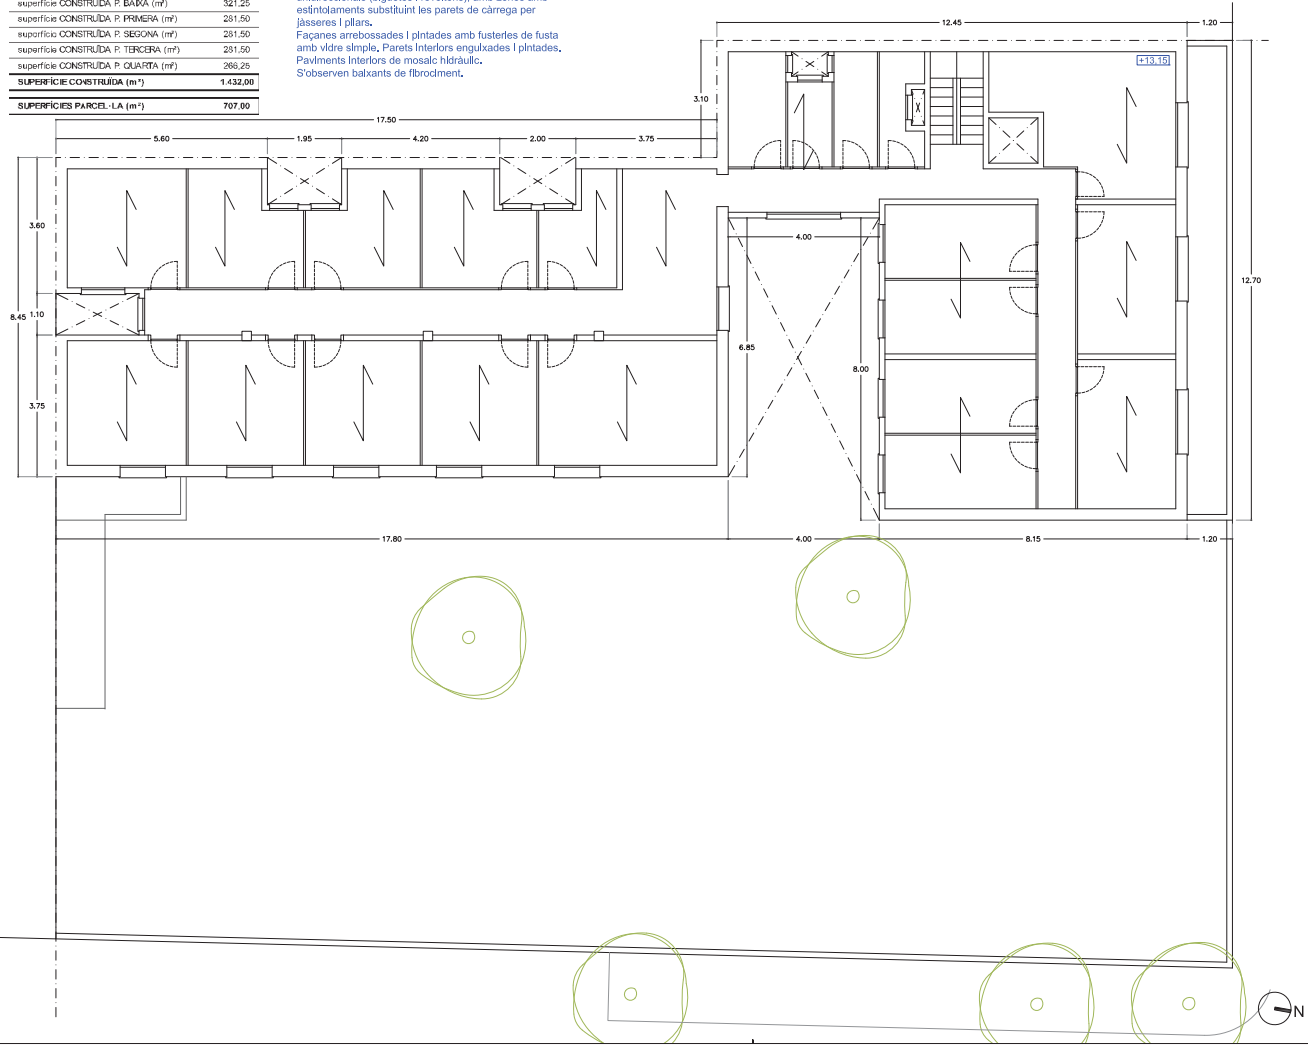 superfície CONSTRUÏDA P. BAIXA (m²) 321,25
superfície CONSTRUÏDA P. PRIMERA (m²) 281,50
superfície CONSTRUÏDA P. SEGONA (m²) 281,50
superfície CONSTRUÏDA P. TERCERA (m²) 281,50
superfície CONSTRUÏDA P. QUARTA (m²) 266,25
SUPERFÍCIE CONSTRUÏDA (m²) 1.432,00
SUPERFÍCIES PARCEL·LA (m²) 707,00
estintolaments substituint les parets de càrrega per
jàsseres i pilars.
Façanes arrebossades i pintades amb fusteries de fusta
amb vidre simple. Parets interiors enguixades i pintades.
Paviments interiors de mosaic hidràulic.
S'observen baixants de fibrociment.
12.45
1.20
+13.15
3.10
17.50
5.60
1.95
4.20
2.00
3.75
3.60
8.45
1.10
3.75
4.00
6.85
8.00
12.70
17.80
4.00
8.15
1.20
N